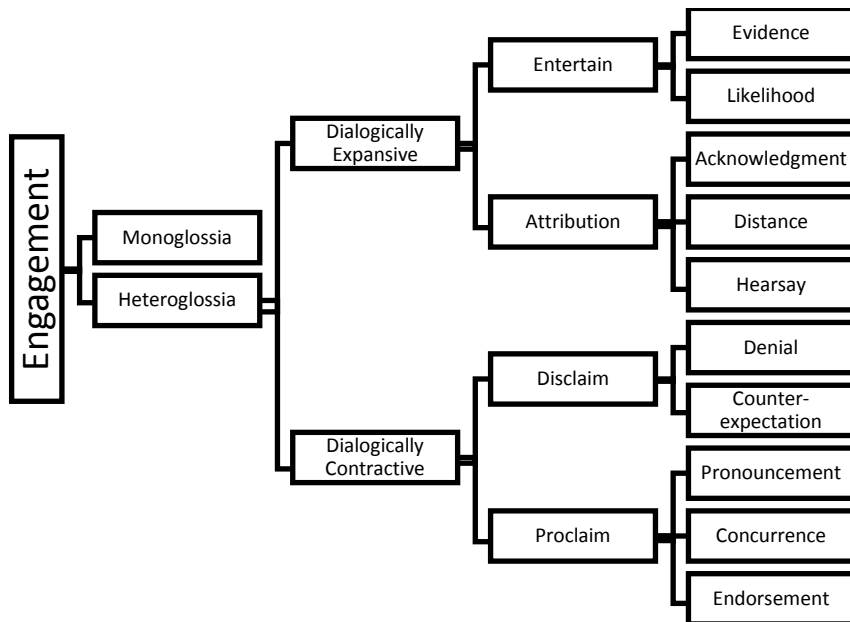 Engagement
Monoglossia
Heteroglossia
Dialogically
Expansive
Dialogically
Contractive
Entertain
Attribution
Disclaim
Proclaim
Evidence
Likelihood
Acknowledgment
Distance
Hearsay
Denial
Counter-
expectation
Pronouncement
Concurrence
Endorsement